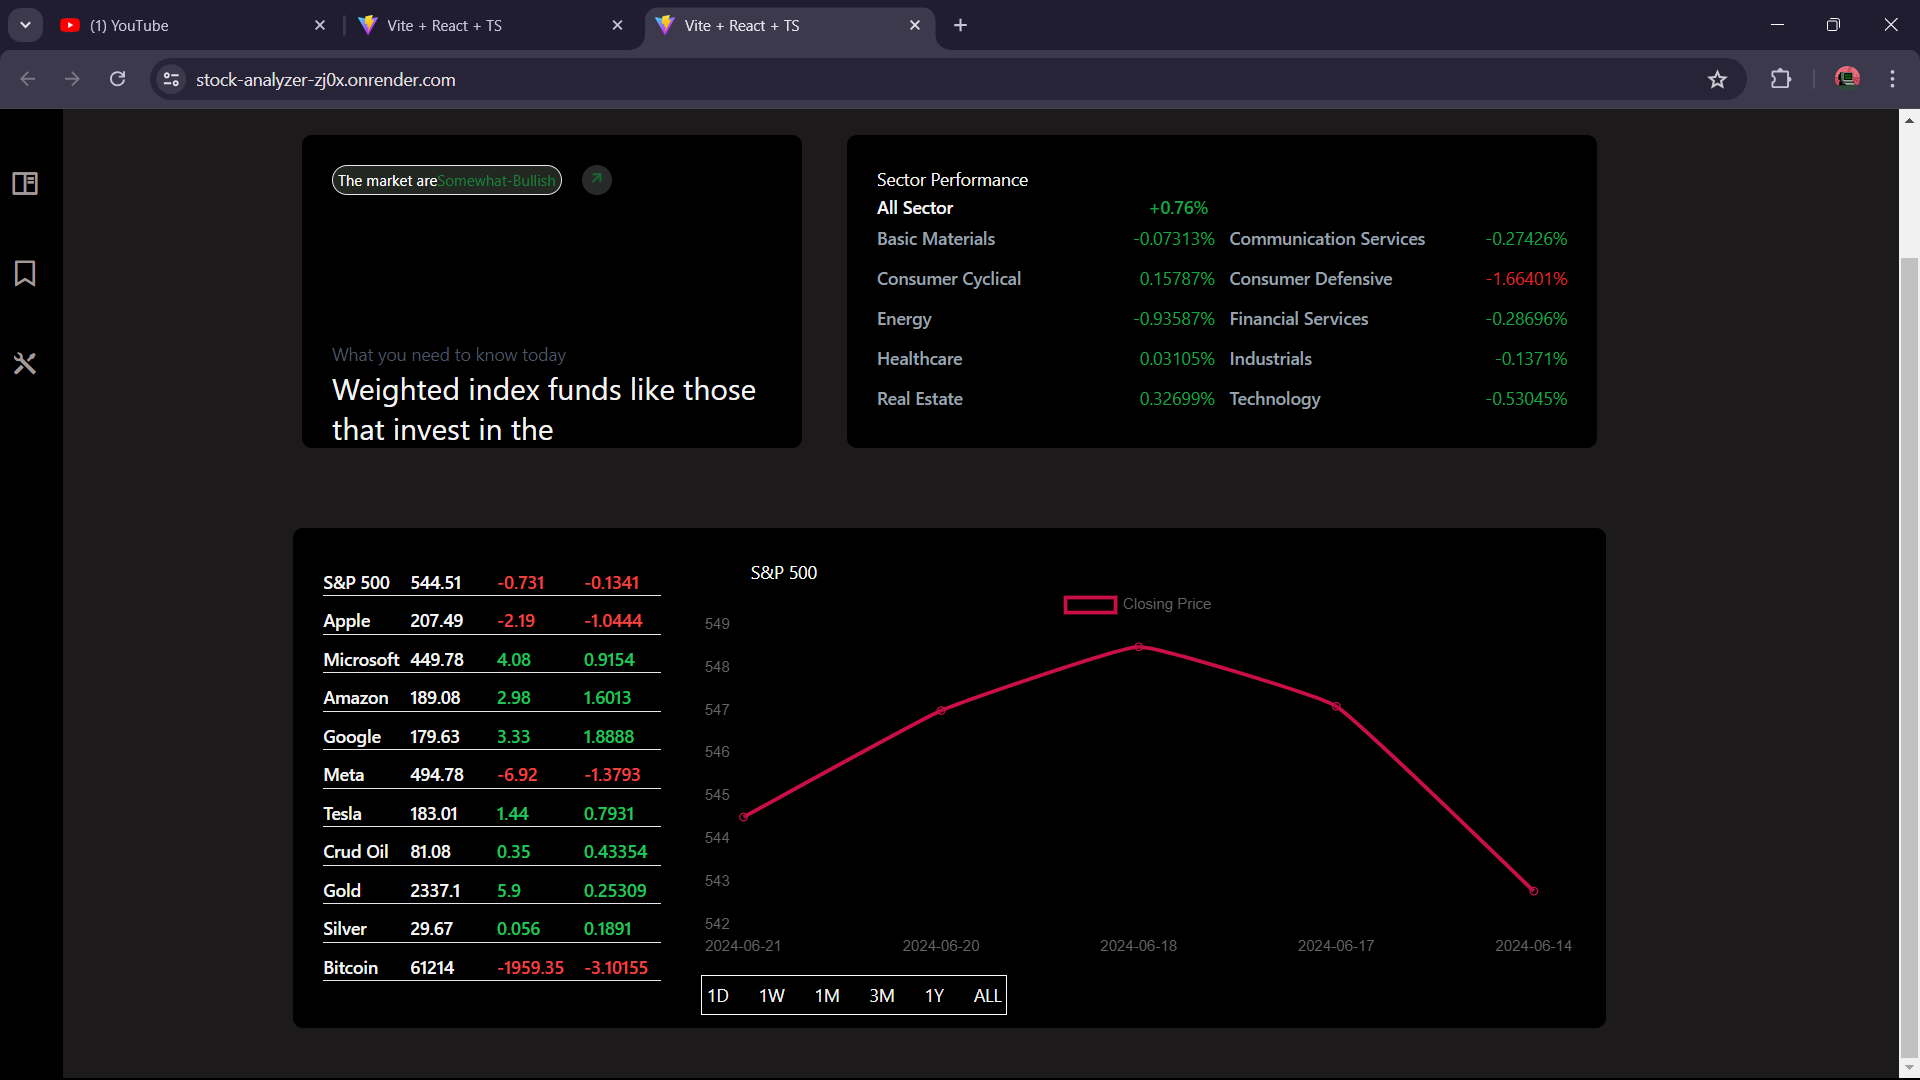 (1) YouTube
Vite + React + TS
Vite + React + TS
stock-analyzer-zj0x.onrender.com
The market are Somewhat-Bullish
What you need to know today
Weighted index funds like those
that invest in the
Sector Performance
All Sector +0.76%
Basic Materials -0.07313% Communication Services -0.27426%
Consumer Cyclical 0.15787% Consumer Defensive -1.66401%
Energy -0.93587% Financial Services -0.28696%
Healthcare 0.03105% Industrials -0.1371%
Real Estate 0.32699% Technology -0.53045%
S&P 500 544.51 -0.731 -0.1341
Apple 207.49 -2.19 -1.0444
Microsoft 449.78 4.08 0.9154
Amazon 189.08 2.98 1.6013
Google 179.63 3.33 1.8888
Meta 494.78 -6.92 -1.3793
Tesla 183.01 1.44 0.7931
Crud Oil 81.08 0.35 0.43354
Gold 2337.1 5.9 0.25309
Silver 29.67 0.056 0.1891
Bitcoin 61214 -1959.35 -3.10155
S&P 500
Closing Price
549
548
547
546
545
544
543
542
2024-06-21 2024-06-20 2024-06-18 2024-06-17 2024-06-14
1D 1W 1M 3M 1Y ALL